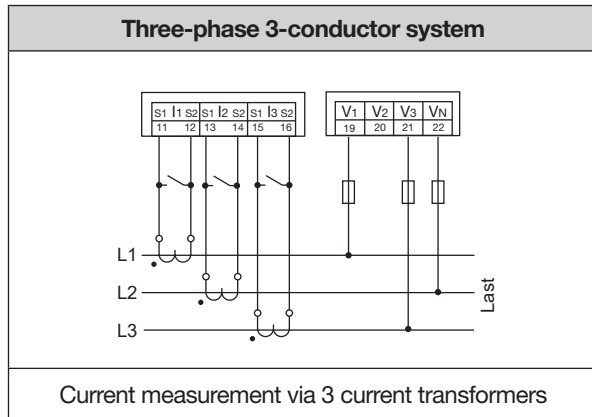 Three-phase 3-conductor system
S1 I1 S2 S1 I2 S2 S1 I3 S2
11 12 13 14 15 16
V1 V2 V3 VN
19 20 21 22
L1
L2
L3
Last
Current measurement via 3 current transformers